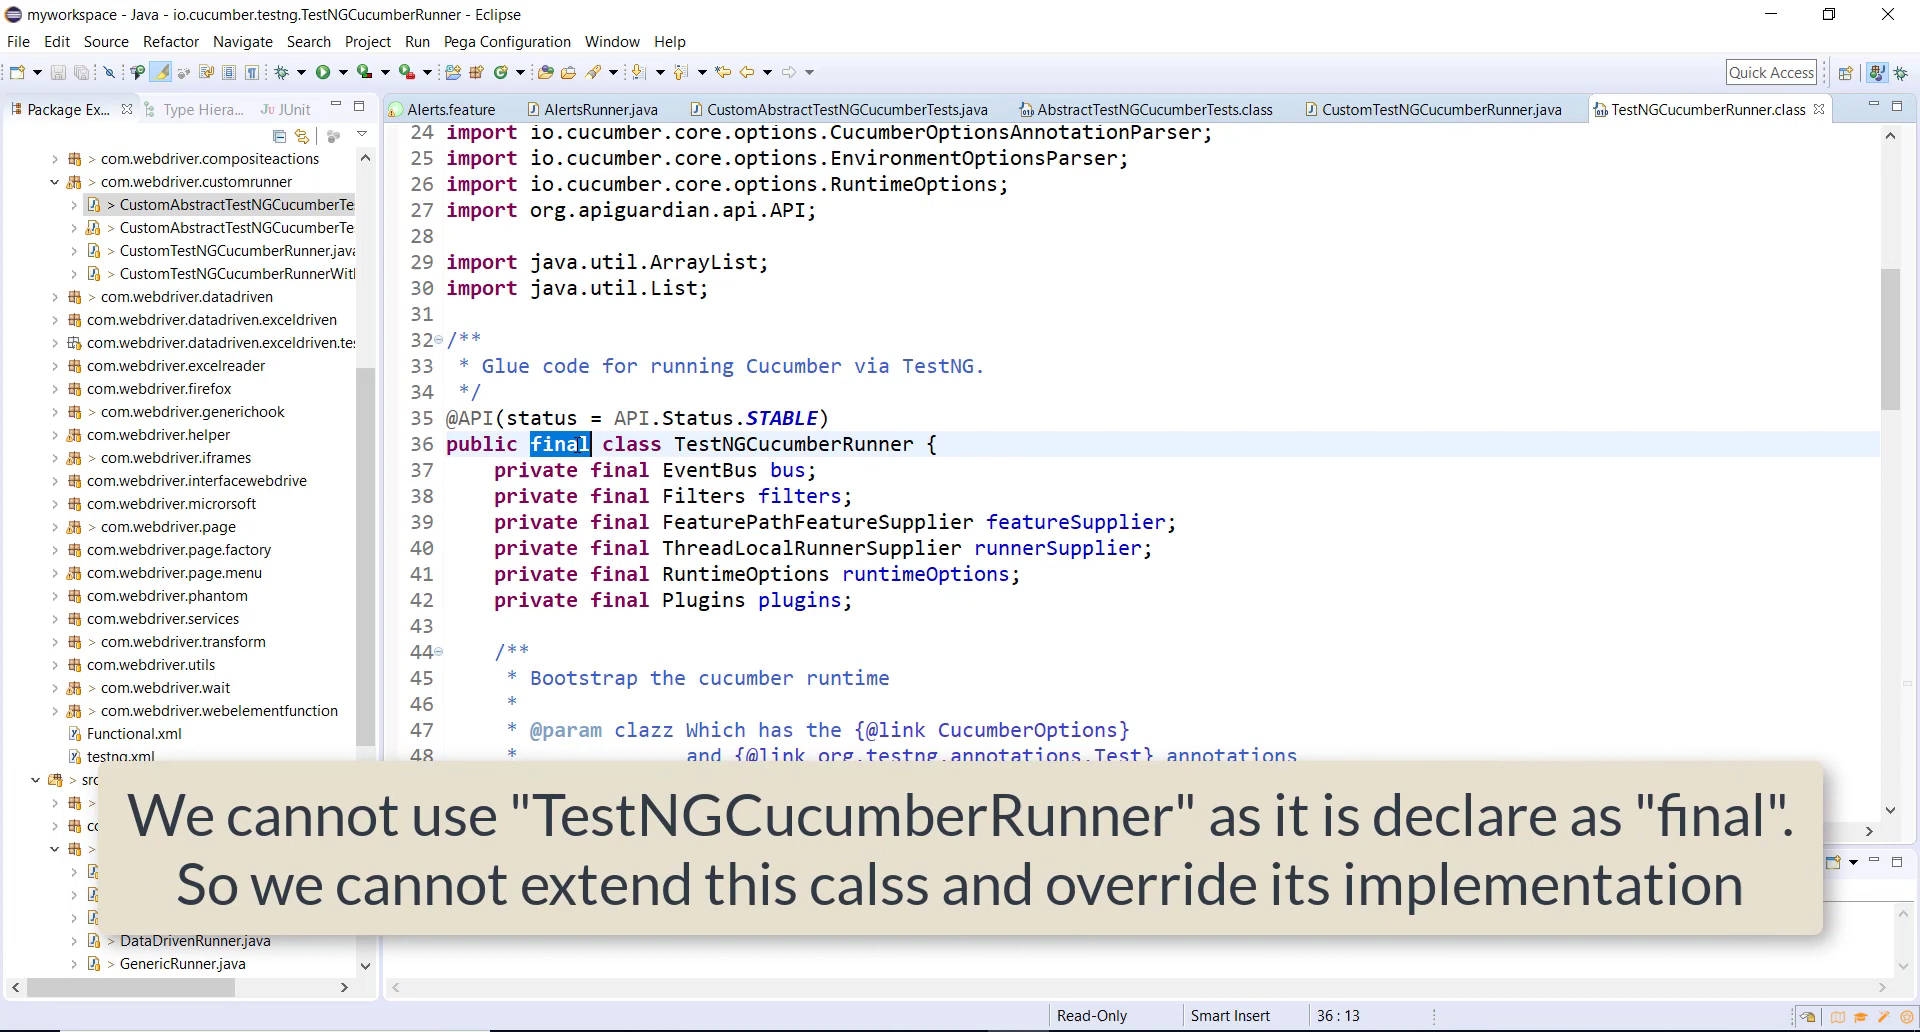 myworkspace - Java - io.cucumber.testng.TestNGCucumberRunner - Eclipse
File Edit Source Refactor Navigate Search Project Run Pega Configuration Window Help
Quick Access
Package Ex... Type Hiera... JUnit
Alerts.feature AlertsRunner.java CustomAbstractTestNGCucumberTests.java AbstractTestNGCucumberTests.class CustomTestNGCucumberRunner.java TestNGCucumberRunner.class
> com.webdriver.compositeactions
> com.webdriver.customrunner
> CustomAbstractTestNGCucumberTe
> CustomAbstractTestNGCucumberTe
> CustomTestNGCucumberRunner.java
> CustomTestNGCucumberRunnerWit
> com.webdriver.datadriven
com.webdriver.datadriven.exceldriven
com.webdriver.datadriven.exceldriven.tes
com.webdriver.excelreader
com.webdriver.firefox
> com.webdriver.generichook
com.webdriver.helper
> com.webdriver.iframes
com.webdriver.interfacewebdrive
com.webdriver.microrsoft
> com.webdriver.page
com.webdriver.page.factory
com.webdriver.page.menu
com.webdriver.phantom
com.webdriver.services
> com.webdriver.transform
com.webdriver.utils
> com.webdriver.wait
> com.webdriver.webelementfunction
Functional.xml
testng.xml
> src
co
> DataDrivenRunner.java
> GenericRunner.java
24 import io.cucumber.core.options.CucumberOptionsAnnotationParser;
25 import io.cucumber.core.options.EnvironmentOptionsParser;
26 import io.cucumber.core.options.RuntimeOptions;
27 import org.apiguardian.api.API;
28
29 import java.util.ArrayList;
30 import java.util.List;
31
32 /**
33 * Glue code for running Cucumber via TestNG.
34 */
35 @API(status = API.Status.STABLE)
36 public final class TestNGCucumberRunner {
37 private final EventBus bus;
38 private final Filters filters;
39 private final FeaturePathFeatureSupplier featureSupplier;
40 private final ThreadLocalRunnerSupplier runnerSupplier;
41 private final RuntimeOptions runtimeOptions;
42 private final Plugins plugins;
43
44 /**
45 * Bootstrap the cucumber runtime
46 *
47 * @param clazz Which has the {@link CucumberOptions}
48 * and {@link org.testng.annotations.Test} annotations
We cannot use "TestNGCucumberRunner" as it is declare as "final".
So we cannot extend this calss and override its implementation
Read-Only Smart Insert 36 : 13